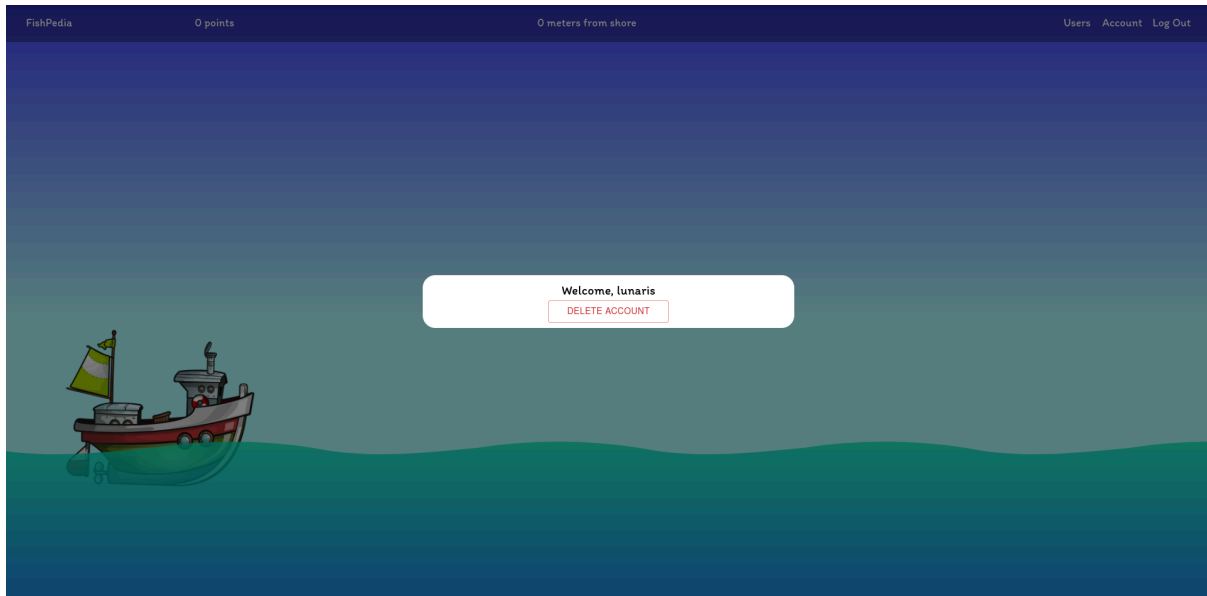 FishPedia 0 points 0 meters from shore Users Account Log Out
Welcome, lunaris
DELETE ACCOUNT